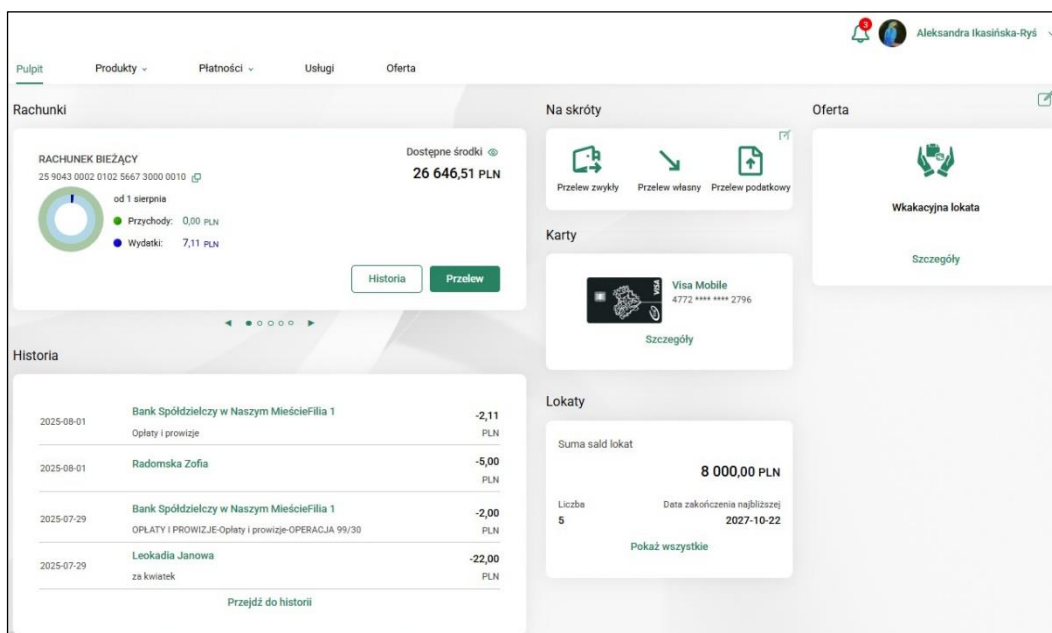 3
Aleksandra Ikasińska-Ryś
Pulpit Produkty Płatności Usługi Oferta
Rachunki
RACHUNEK BIEŻĄCY
25 9043 0002 0102 5667 3000 0010
Dostępne środki
26 646,51 PLN
od 1 sierpnia
Przychody: 0,00 PLN
Wydatki: 7,11 PLN
Historia Przelew
Historia
2025-08-01
Bank Spółdzielczy w Naszym MieścieFilia 1
Opłaty i prowizje
-2,11
PLN
2025-08-01
Radomska Zofia
-5,00
PLN
2025-07-29
Bank Spółdzielczy w Naszym MieścieFilia 1
OPŁATY I PROWIZJE-Opłaty i prowizje-OPERACJA 99/30
-2,00
PLN
2025-07-29
Leokadia Janowa
za kwiatek
-22,00
PLN
Przejdź do historii
Na skróty
Przelew zwykły Przelew własny Przelew podatkowy
Karty
VISA
Visa Mobile
4772 **** **** 2796
Szczegóły
Lokaty
Suma sald lokat
8 000,00 PLN
Liczba
5
Data zakończenia najbliższej
2027-10-22
Pokaż wszystkie
Oferta
Wkakacyjna lokata
Szczegóły